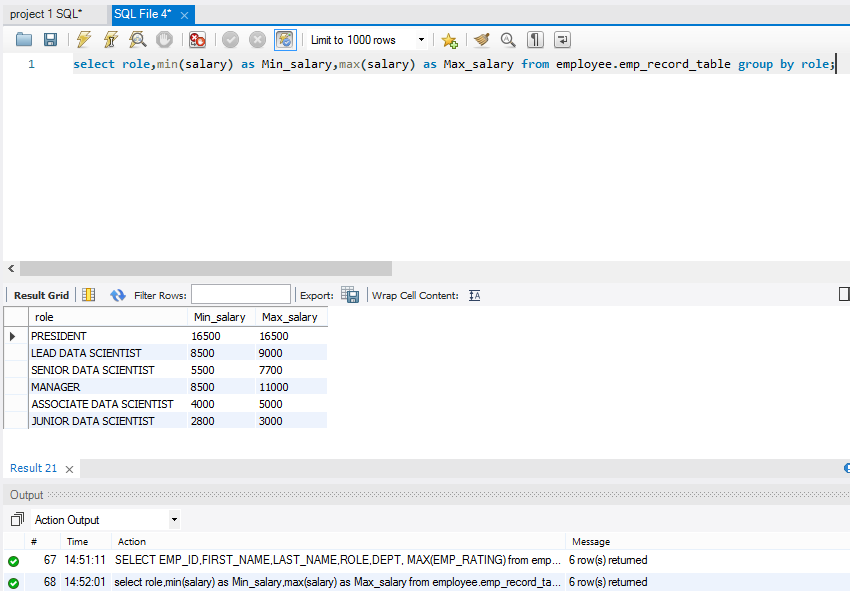 project 1 SQL* SQL File 4*
Limit to 1000 rows
1 select role,min(salary) as Min_salary,max(salary) as Max_salary from employee.emp_record_table group by role;
Result Grid Filter Rows: Export: Wrap Cell Content:
role Min_salary Max_salary
PRESIDENT 16500 16500
LEAD DATA SCIENTIST 8500 9000
SENIOR DATA SCIENTIST 5500 7700
MANAGER 8500 11000
ASSOCIATE DATA SCIENTIST 4000 5000
JUNIOR DATA SCIENTIST 2800 3000
Result 21
Output
Action Output
# Time Action Message
67 14:51:11 SELECT EMP_ID,FIRST_NAME,LAST_NAME,ROLE,DEPT, MAX(EMP_RATING) from emp... 6 row(s) returned
68 14:52:01 select role,min(salary) as Min_salary,max(salary) as Max_salary from employee.emp_record_ta... 6 row(s) returned